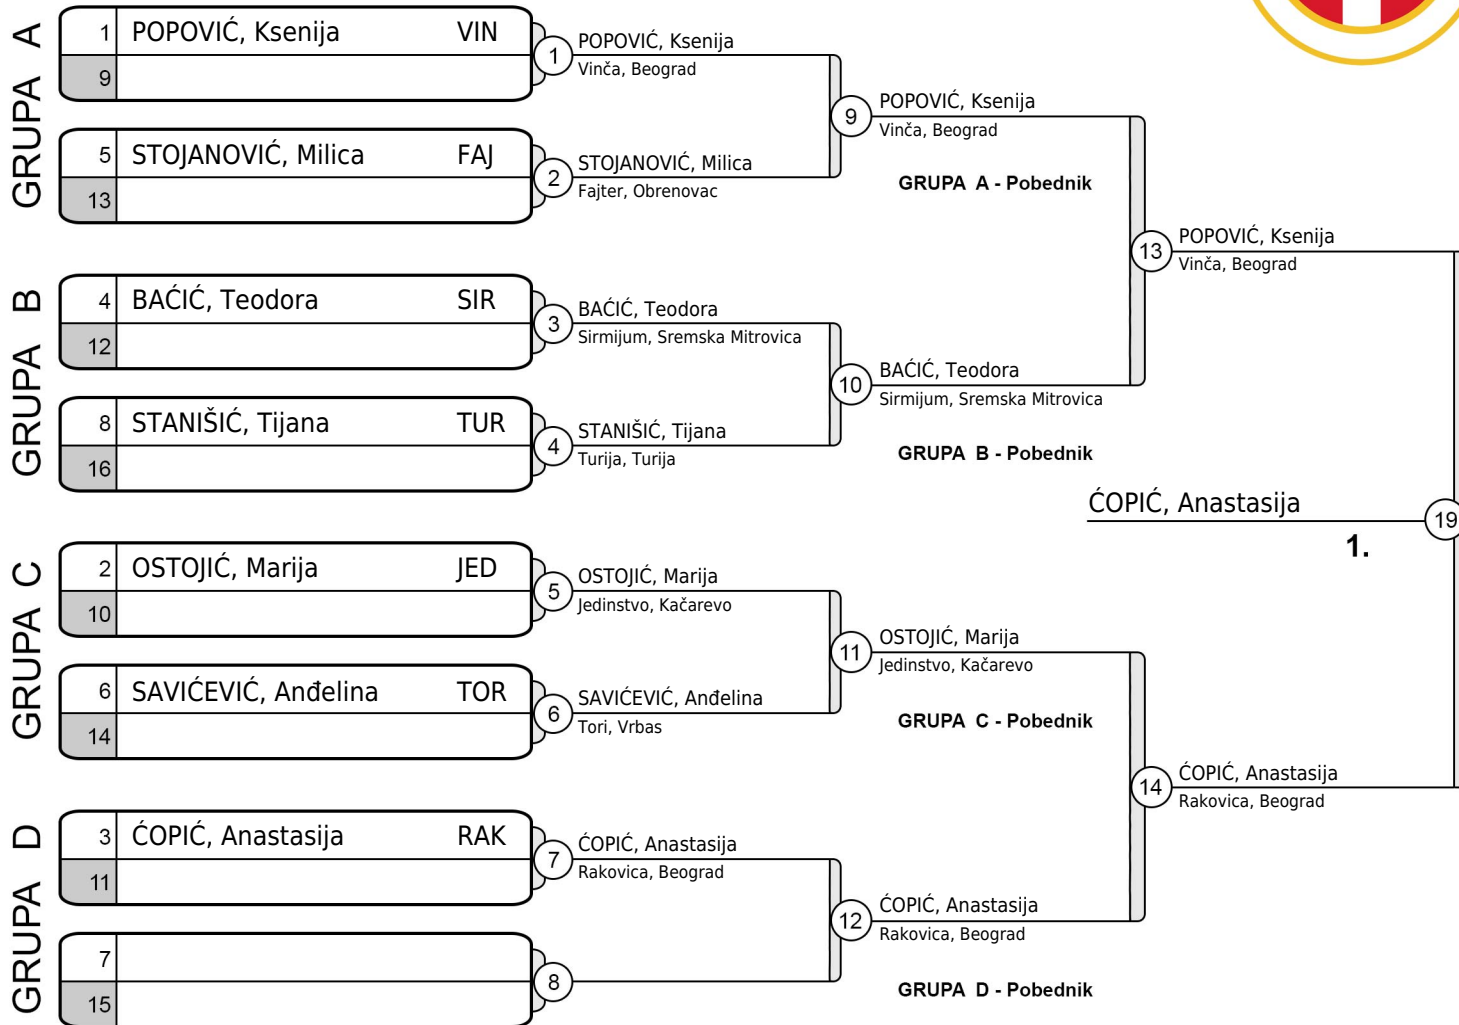 GRUPA A
1 POPOVIĆ, Ksenija VIN
9
1
POPOVIĆ, Ksenija
Vinča, Beograd
5 STOJANOVIĆ, Milica FAJ
13
2
STOJANOVIĆ, Milica
Fajter, Obrenovac
9
POPOVIĆ, Ksenija
Vinča, Beograd
GRUPA A - Pobednik
GRUPA B
4 BAĆIĆ, Teodora SIR
12
3
BAĆIĆ, Teodora
Sirmijum, Sremska Mitrovica
8 STANIŠIĆ, Tijana TUR
16
4
STANIŠIĆ, Tijana
Turija, Turija
10
BAĆIĆ, Teodora
Sirmijum, Sremska Mitrovica
GRUPA B - Pobednik
13
POPOVIĆ, Ksenija
Vinča, Beograd
ĆOPIĆ, Anastasija
19
1.
GRUPA C
2 OSTOJIĆ, Marija JED
10
5
OSTOJIĆ, Marija
Jedinstvo, Kačarevo
6 SAVIĆEVIĆ, Anđelina TOR
14
6
SAVIĆEVIĆ, Anđelina
Tori, Vrbas
11
OSTOJIĆ, Marija
Jedinstvo, Kačarevo
GRUPA C - Pobednik
GRUPA D
3 ĆOPIĆ, Anastasija RAK
11
7
ĆOPIĆ, Anastasija
Rakovica, Beograd
7
15
8
12
ĆOPIĆ, Anastasija
Rakovica, Beograd
GRUPA D - Pobednik
14
ĆOPIĆ, Anastasija
Rakovica, Beograd